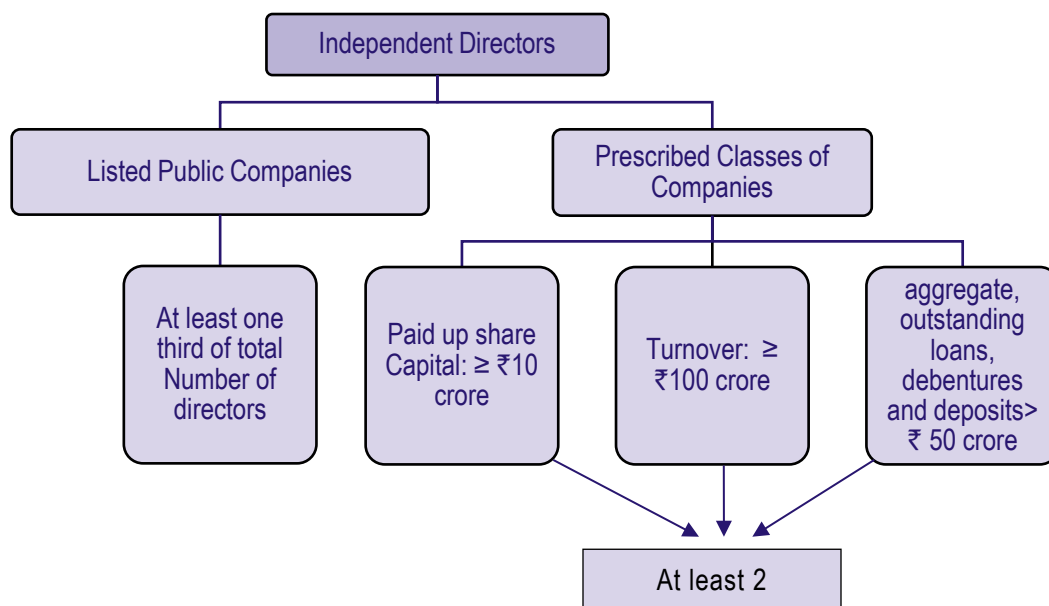 Independent Directors
Listed Public Companies
Prescribed Classes of
Companies
At least one
third of total
Number of
directors
Paid up share
Capital: ≥ ₹10
crore
Turnover: ≥
₹100 crore
aggregate,
outstanding
loans,
debentures
and deposits>
₹ 50 crore
At least 2